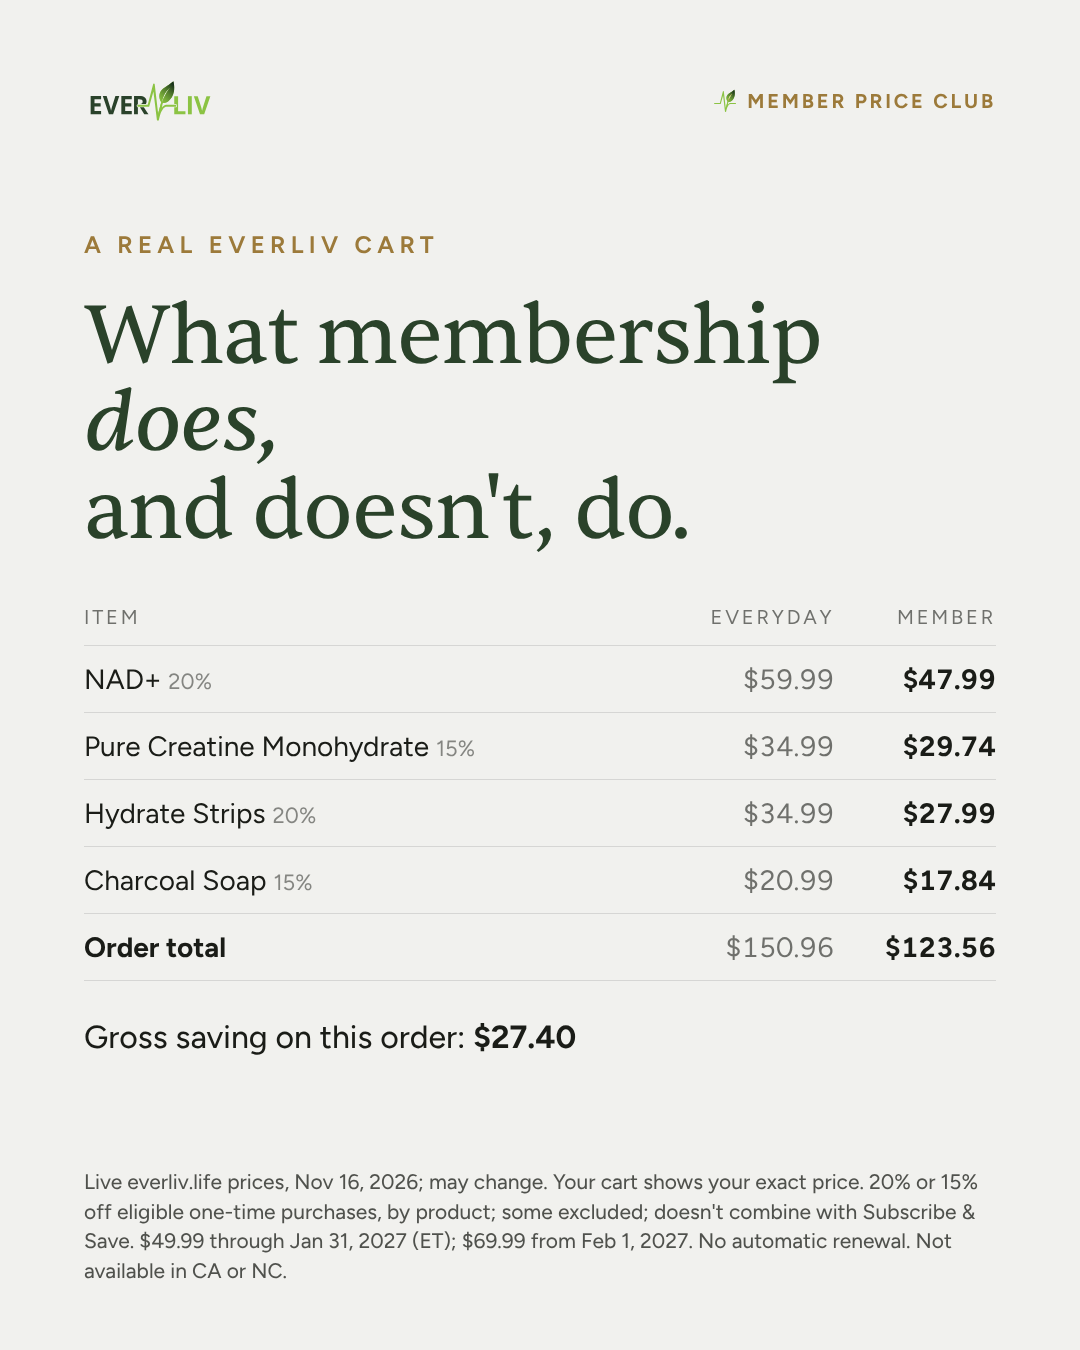 EVERLIV
MEMBER PRICE CLUB
A REAL EVERLIV CART
What membership
does,
and doesn't, do.
ITEM EVERYDAY MEMBER
NAD+ 20% $59.99 $47.99
Pure Creatine Monohydrate 15% $34.99 $29.74
Hydrate Strips 20% $34.99 $27.99
Charcoal Soap 15% $20.99 $17.84
Order total $150.96 $123.56
Gross saving on this order: $27.40
Live everliv.life prices, Nov 16, 2026; may change. Your cart shows your exact price. 20% or 15%
off eligible one-time purchases, by product; some excluded; doesn't combine with Subscribe &
Save. $49.99 through Jan 31, 2027 (ET); $69.99 from Feb 1, 2027. No automatic renewal. Not
available in CA or NC.